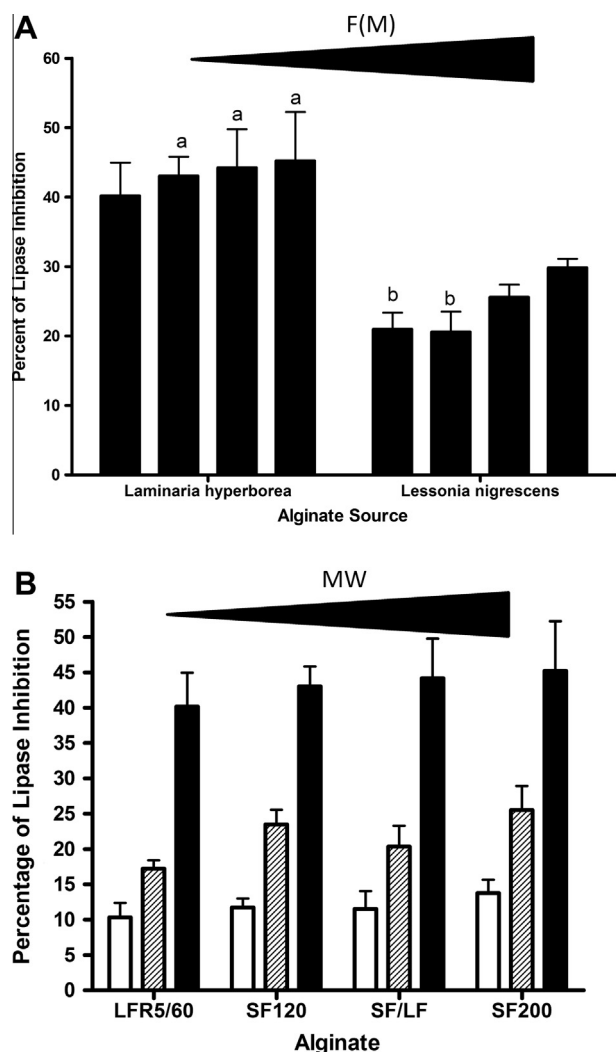 A
F(M)
60
50
40
30
20
10
0
Percent of Lipase Inhibition
a
a
a
b
b
Laminaria hyperborea
Lessonia nigrescens
Alginate Source
B
MW
55
50
45
40
35
30
25
20
15
10
5
0
Percentage of Lipase Inhibition
LFR5/60
SF120
SF/LF
SF200
Alginate